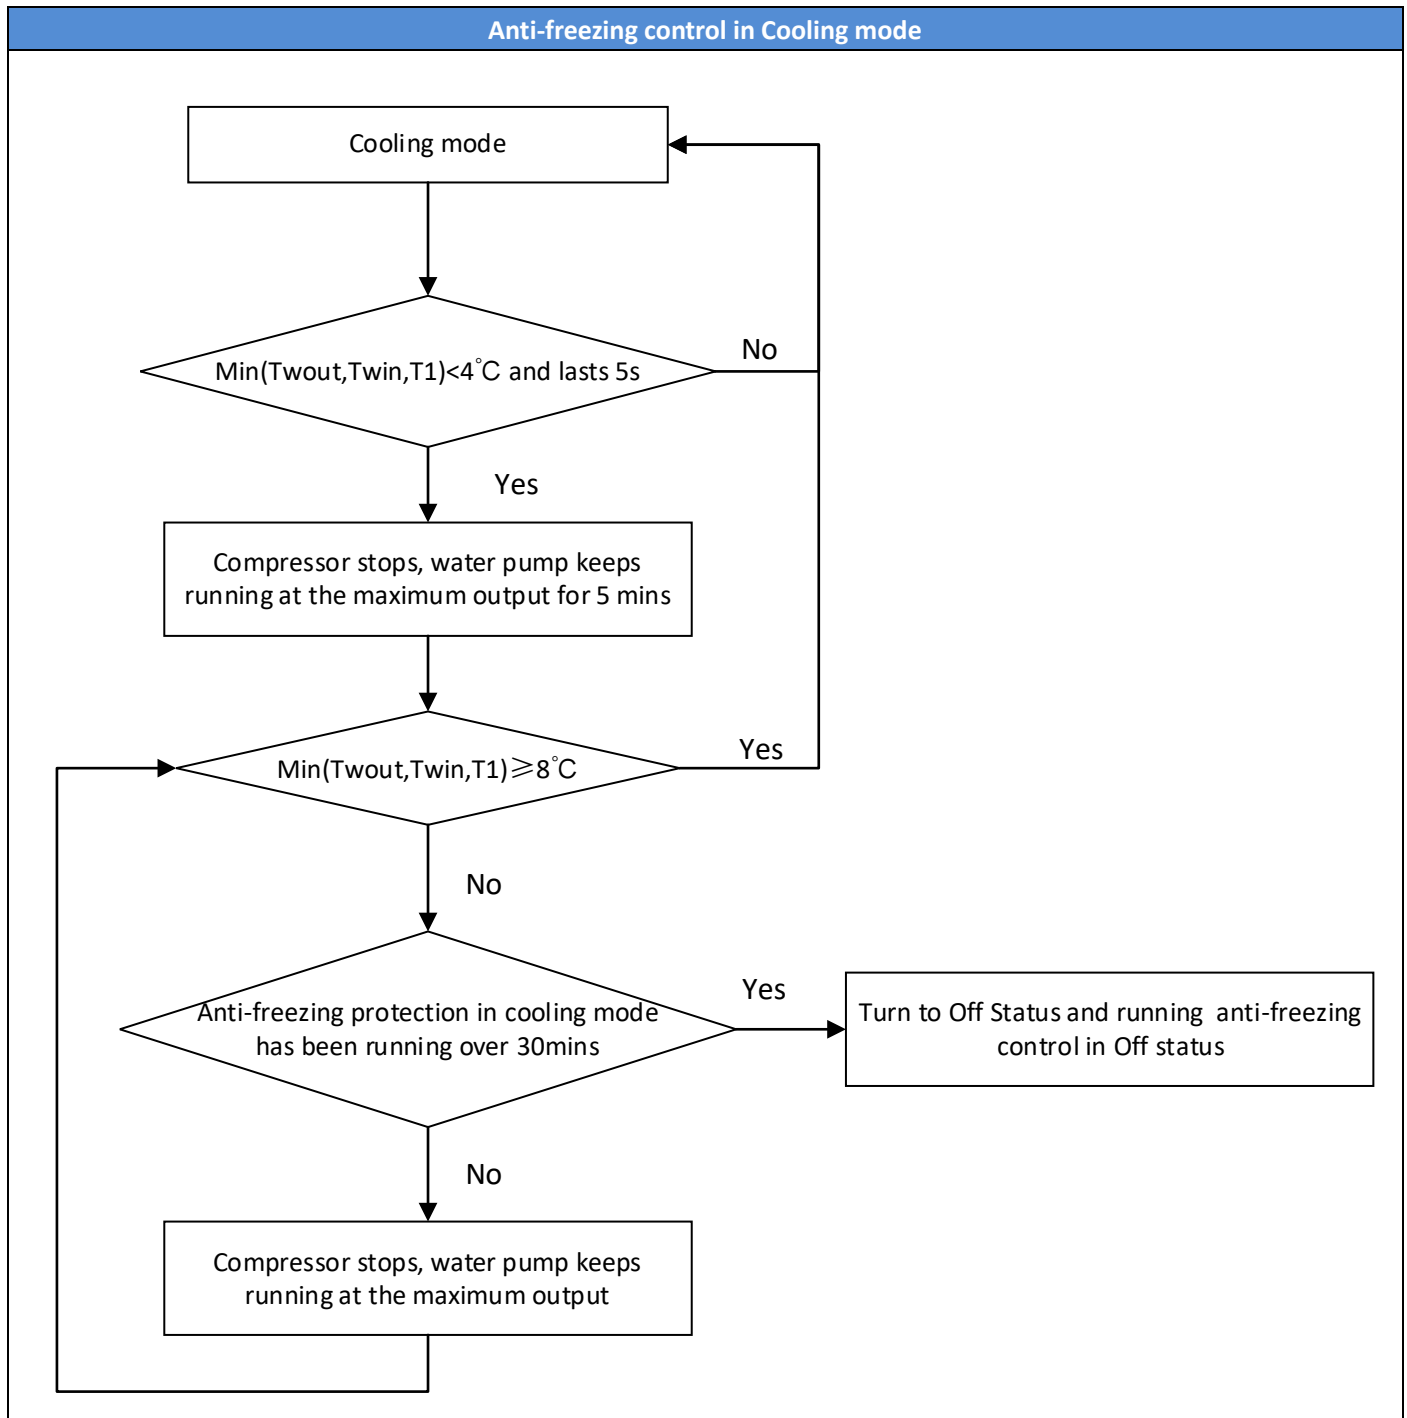 Anti-freezing control in Cooling mode
Cooling mode
Min(Twout,Twin,T1)<4℃ and lasts 5s
No
Yes
Compressor stops, water pump keeps
running at the maximum output for 5 mins
Min(Twout,Twin,T1)≥8℃
Yes
No
Anti-freezing protection in cooling mode
has been running over 30mins
Yes
Turn to Off Status and running  anti-freezing
control in Off status
No
Compressor stops, water pump keeps
running at the maximum output